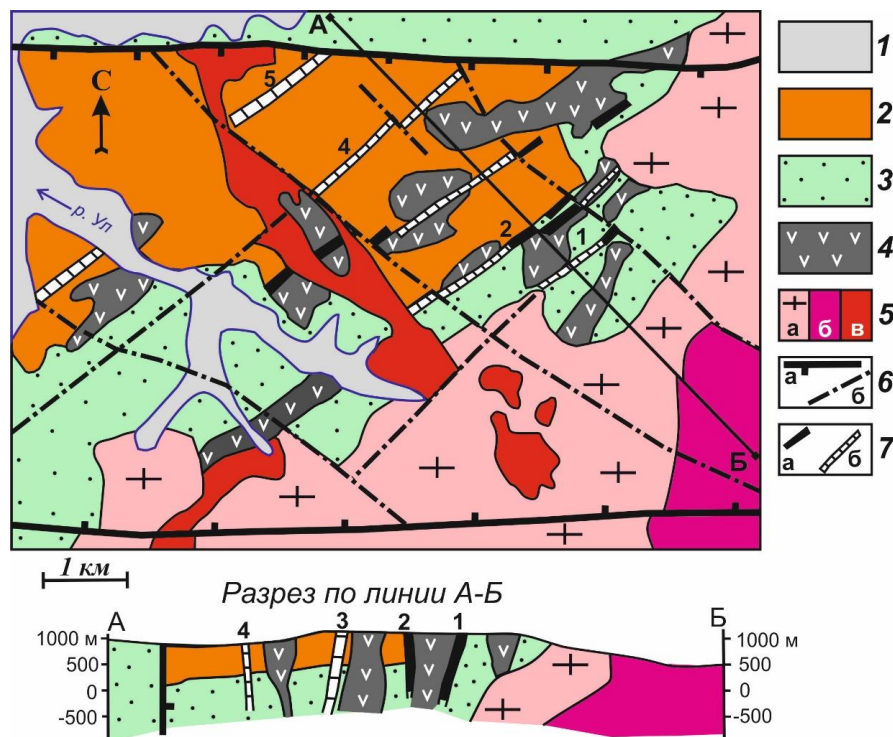 А
С
5
4
р. Ул
2
1
Б
1
2
3
4
а б в 5
а б 6
а б 7
1 км
Разрез по линии А-Б
А 4 3 2 1 Б
1000 м 1000 м
500 500
0 0
-500 -500